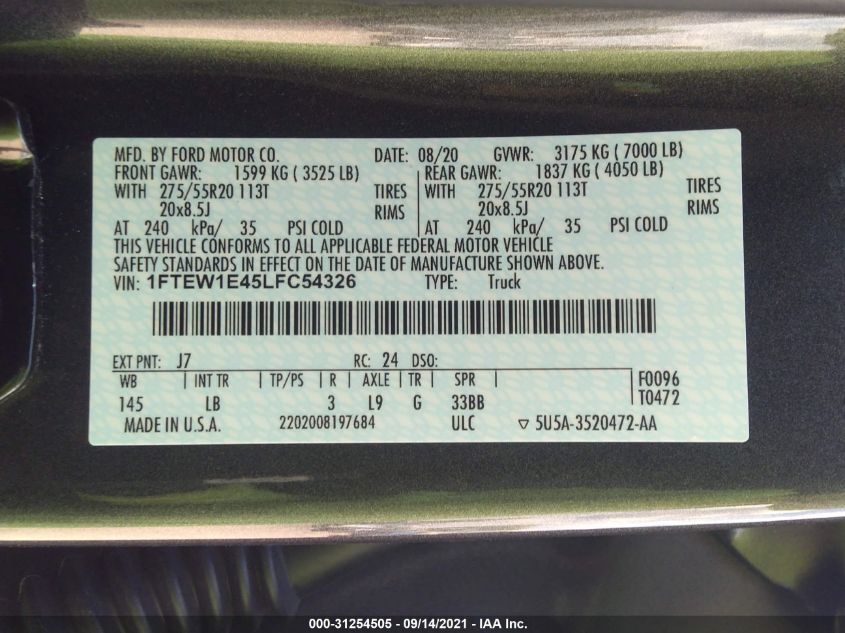 MFD. BY FORD MOTOR CO. DATE: 08/20 GVWR: 3175 KG ( 7000 LB)
FRONT GAWR: 1599 KG ( 3525 LB) REAR GAWR: 1837 KG ( 4050 LB)
WITH 275/55R20 113T TIRES WITH 275/55R20 113T TIRES
20x8.5J RIMS 20x8.5J RIMS
AT 240 kPa/ 35 PSI COLD AT 240 kPa/ 35 PSI COLD
THIS VEHICLE CONFORMS TO ALL APPLICABLE FEDERAL MOTOR VEHICLE
SAFETY STANDARDS IN EFFECT ON THE DATE OF MANUFACTURE SHOWN ABOVE.
VIN: 1FTEW1E45LFC54326 TYPE: Truck
EXT PNT: J7 RC: 24 DSO:
WB INT TR TP/PS R AXLE TR SPR F0096
145 LB 3 L9 G 33BB T0472
MADE IN U.S.A. 2202008197684 ULC ▽ 5U5A-3520472-AA
000-31254505 - 09/14/2021 - IAA Inc.